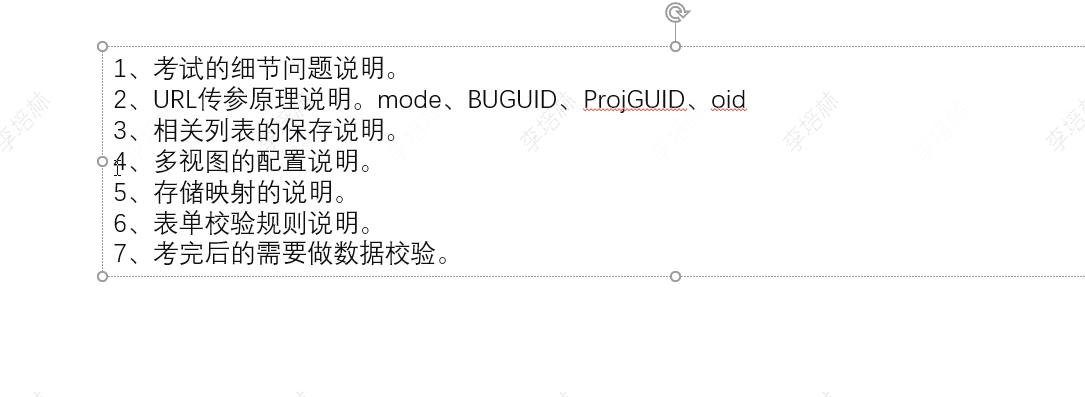 1、考试的细节问题说明。
2、URL传参原理说明。mode、BUGUID、ProjGUID、oid
3、相关列表的保存说明。
4、多视图的配置说明。
5、存储映射的说明。
6、表单校验规则说明。
7、考完后的需要做数据校验。
李培林
李培林
李培林
李培林